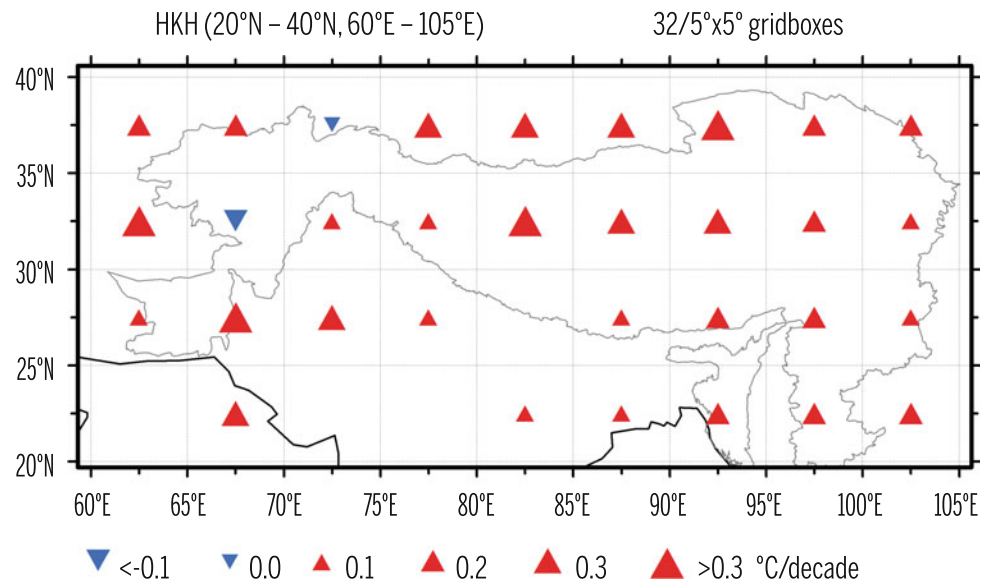 HKH (20°N – 40°N, 60°E – 105°E) 32/5°x5° gridboxes
40°N
35°N
30°N
25°N
20°N
60°E 65°E 70°E 75°E 80°E 85°E 90°E 95°E 100°E 105°E
<-0.1 0.0 0.1 0.2 0.3 >0.3 °C/decade